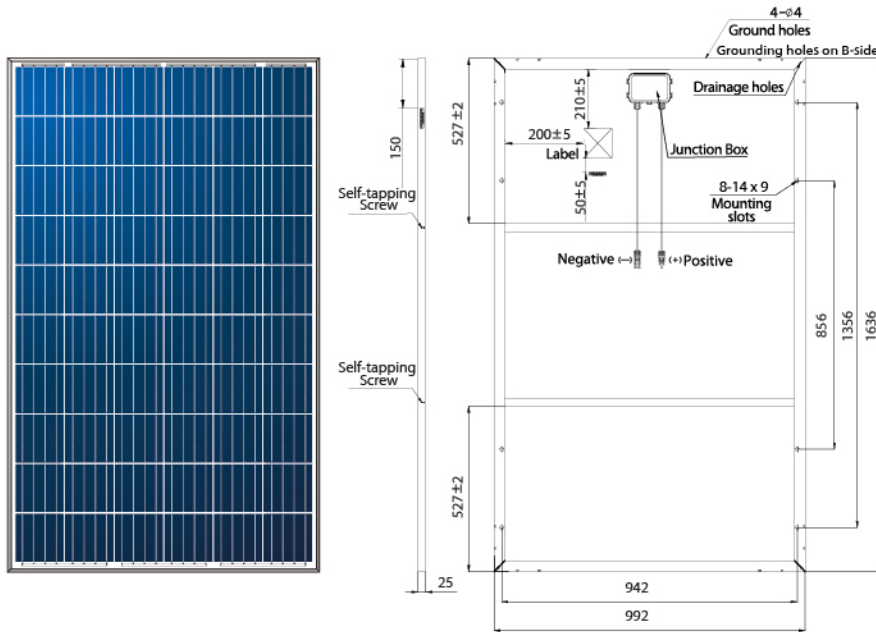 4-ø4
Ground holes
Grounding holes on B-side
Drainage holes
527±2
210±5
150
200±5
Label
Junction Box
Self-tapping
Screw
50±5
8-14 x 9
Mounting
slots
Negative (−)
(+) Positive
856
1356
1636
Self-tapping
Screw
527±2
25
942
992